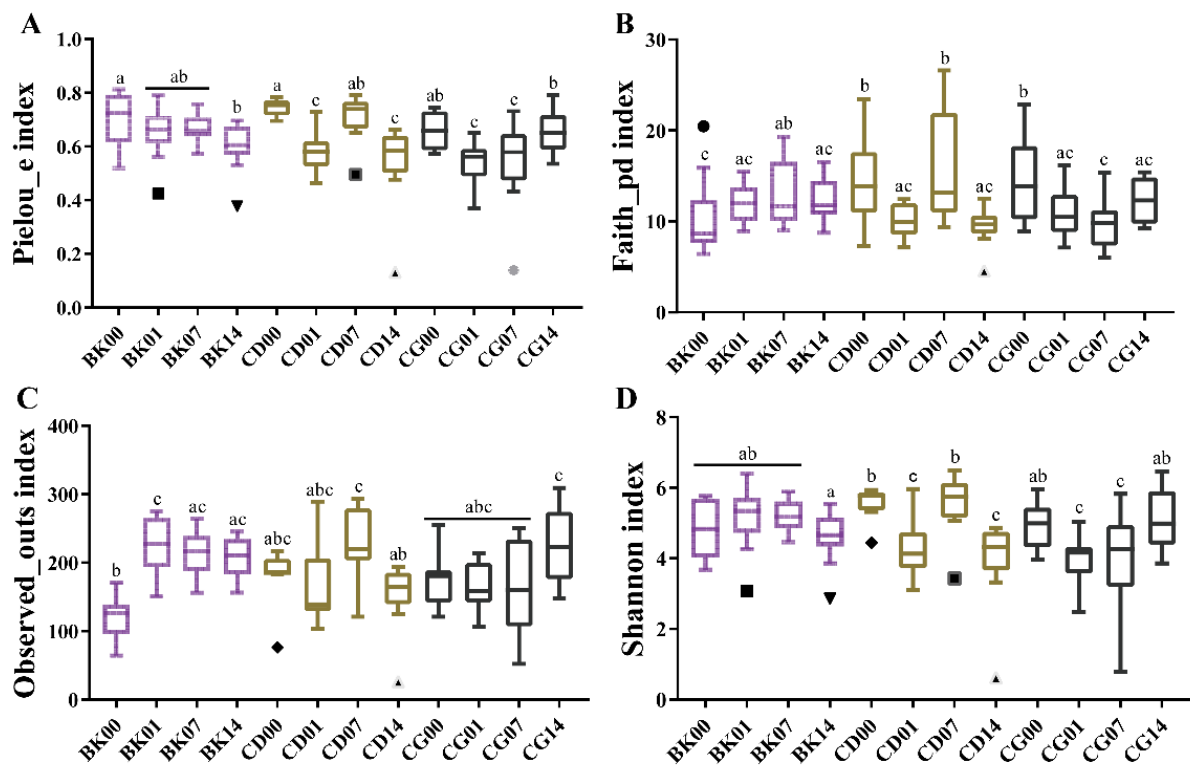 A
Pielou_e index
1.0
0.8
0.6
0.4
0.2
0.0
a ab b a c ab c ab c c b
BK00 BK01 BK07 BK14 CD00 CD01 CD07 CD14 CG00 CG01 CG07 CG14
B
Faith_pd index
30
20
10
0
c ac ab ac b ac b ac b ac c ac
BK00 BK01 BK07 BK14 CD00 CD01 CD07 CD14 CG00 CG01 CG07 CG14
C
Observed_outs index
400
300
200
100
0
b c ac ac abc abc c ab abc c
BK00 BK01 BK07 BK14 CD00 CD01 CD07 CD14 CG00 CG01 CG07 CG14
D
Shannon index
8
6
4
2
0
ab a b c b c ab c c ab
BK00 BK01 BK07 BK14 CD00 CD01 CD07 CD14 CG00 CG01 CG07 CG14